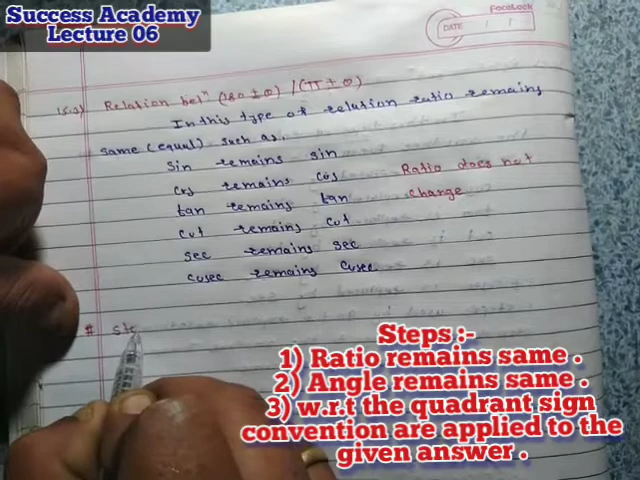 Success Academy
Lecture 06
FocoLock
DATE / /
Relation betn (180 ± θ) / (π ± θ)
In this type of relation ratio remains
same (equal) such as.
sin remains sin
cos remains cos
tan remains tan
cot remains cot
sec remains sec
cosec remains cosec
Ratio does not
change
# Ste
Steps :-
1) Ratio remains same .
2) Angle remains same .
3) w.r.t the quadrant sign
convention are applied to the
given answer .